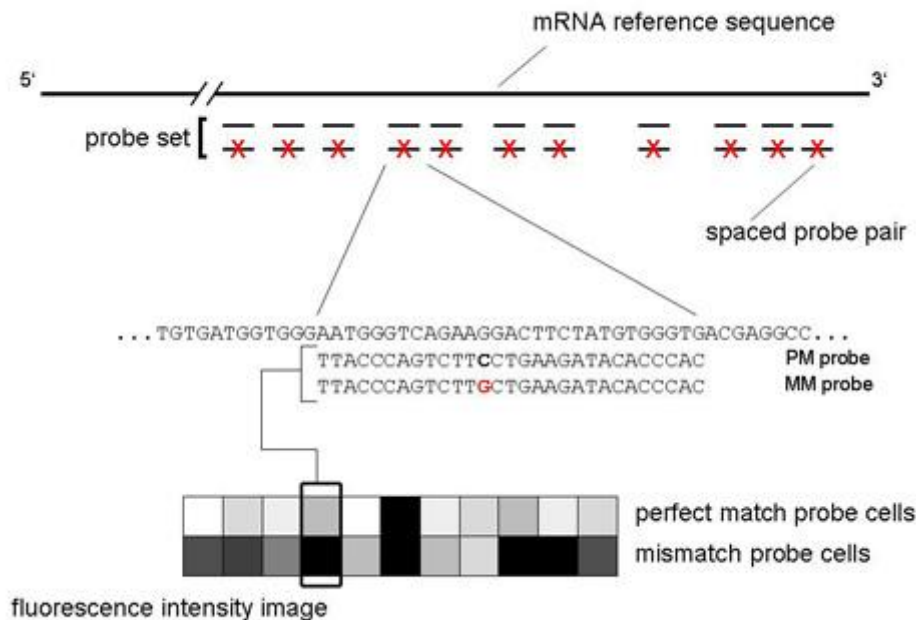 mRNA reference sequence
5' 3'
probe set
spaced probe pair
...TGTGATGGTGGGAATGGGTCAGAAGGACTTCTATGTGGGTGACGAGGCC...
TTACCCAGTCTTCCTGAAGATACACCCAC PM probe
TTACCCAGTCTTGCTGAAGATACACCCAC MM probe
perfect match probe cells
mismatch probe cells
fluorescence intensity image